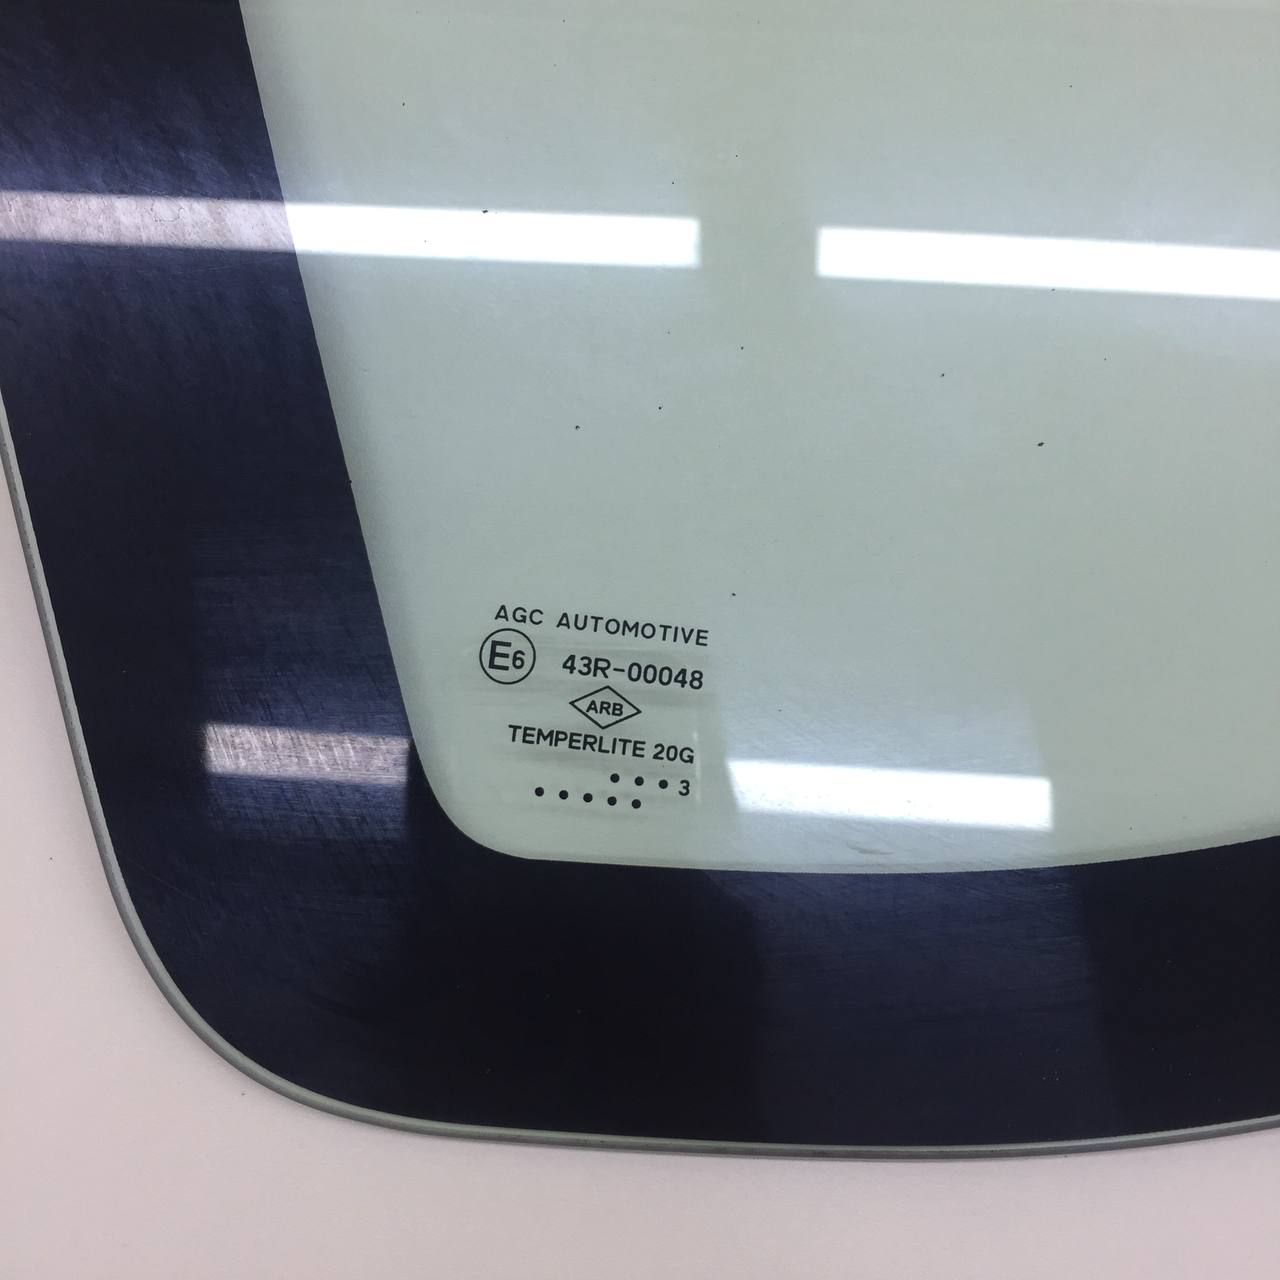 AGC AUTOMOTIVE
E6 43R-00048
ARB
TEMPERLITE 20G
• • • 3
• • • • •